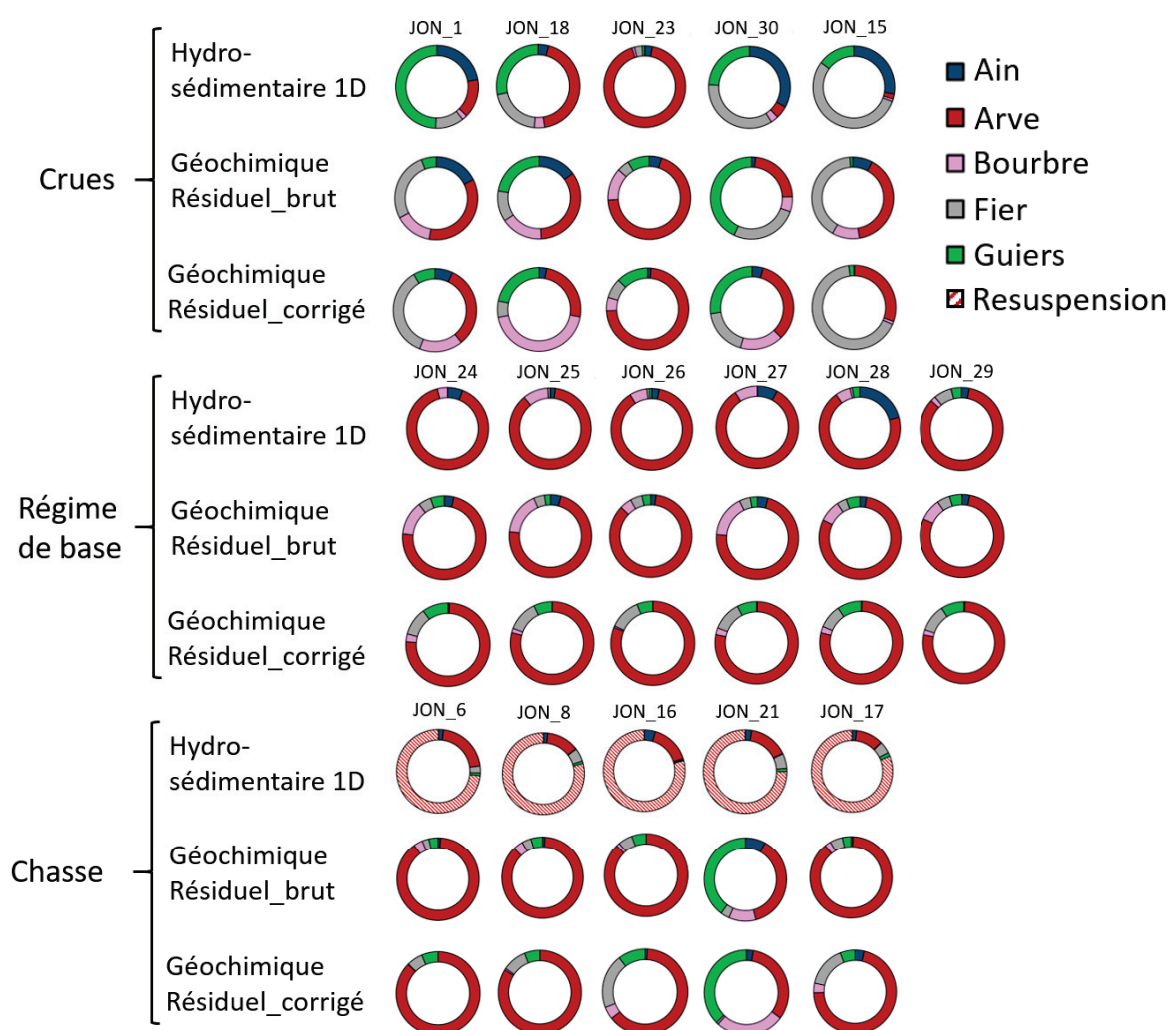 JON_1 JON_18 JON_23 JON_30 JON_15
Crues
Hydro-
sédimentaire 1D
Géochimique
Résiduel_brut
Géochimique
Résiduel_corrigé
Ain
Arve
Bourbre
Fier
Guiers
Resuspension
JON_24 JON_25 JON_26 JON_27 JON_28 JON_29
Régime
de base
Hydro-
sédimentaire 1D
Géochimique
Résiduel_brut
Géochimique
Résiduel_corrigé
JON_6 JON_8 JON_16 JON_21 JON_17
Chasse
Hydro-
sédimentaire 1D
Géochimique
Résiduel_brut
Géochimique
Résiduel_corrigé